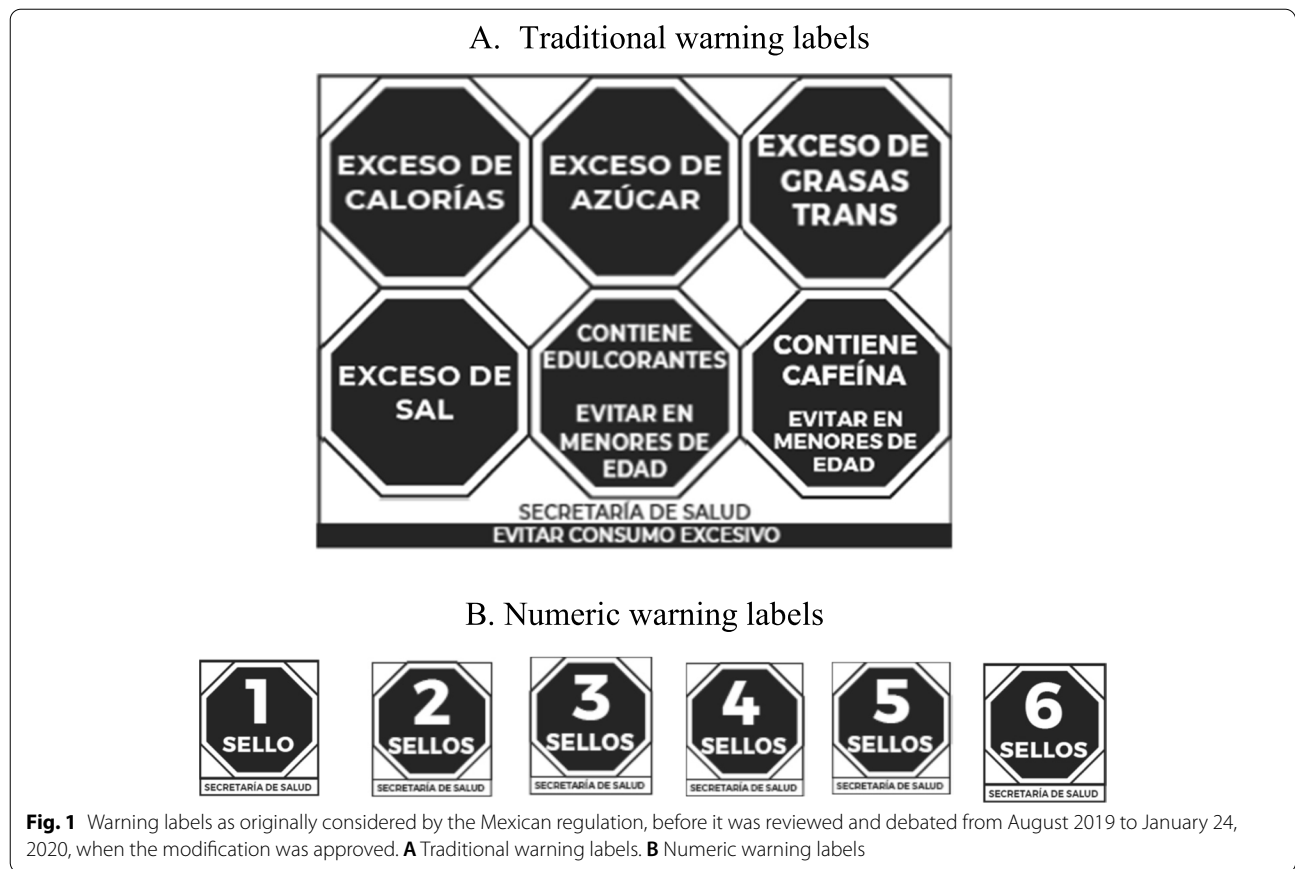 A. Traditional warning labels
EXCESO DE
CALORÍAS
EXCESO DE
AZÚCAR
EXCESO DE
GRASAS
TRANS
EXCESO DE
SAL
CONTIENE
EDULCORANTES
EVITAR EN
MENORES DE
EDAD
CONTIENE
CAFEÍNA
EVITAR EN
MENORES DE
EDAD
SECRETARÍA DE SALUD
EVITAR CONSUMO EXCESIVO
B. Numeric warning labels
1
SELLO
SECRETARÍA DE SALUD
2
SELLOS
SECRETARÍA DE SALUD
3
SELLOS
SECRETARÍA DE SALUD
4
SELLOS
SECRETARÍA DE SALUD
5
SELLOS
SECRETARÍA DE SALUD
6
SELLOS
SECRETARÍA DE SALUD
Fig. 1 Warning labels as originally considered by the Mexican regulation, before it was reviewed and debated from August 2019 to January 24,
2020, when the modification was approved. A Traditional warning labels. B Numeric warning labels